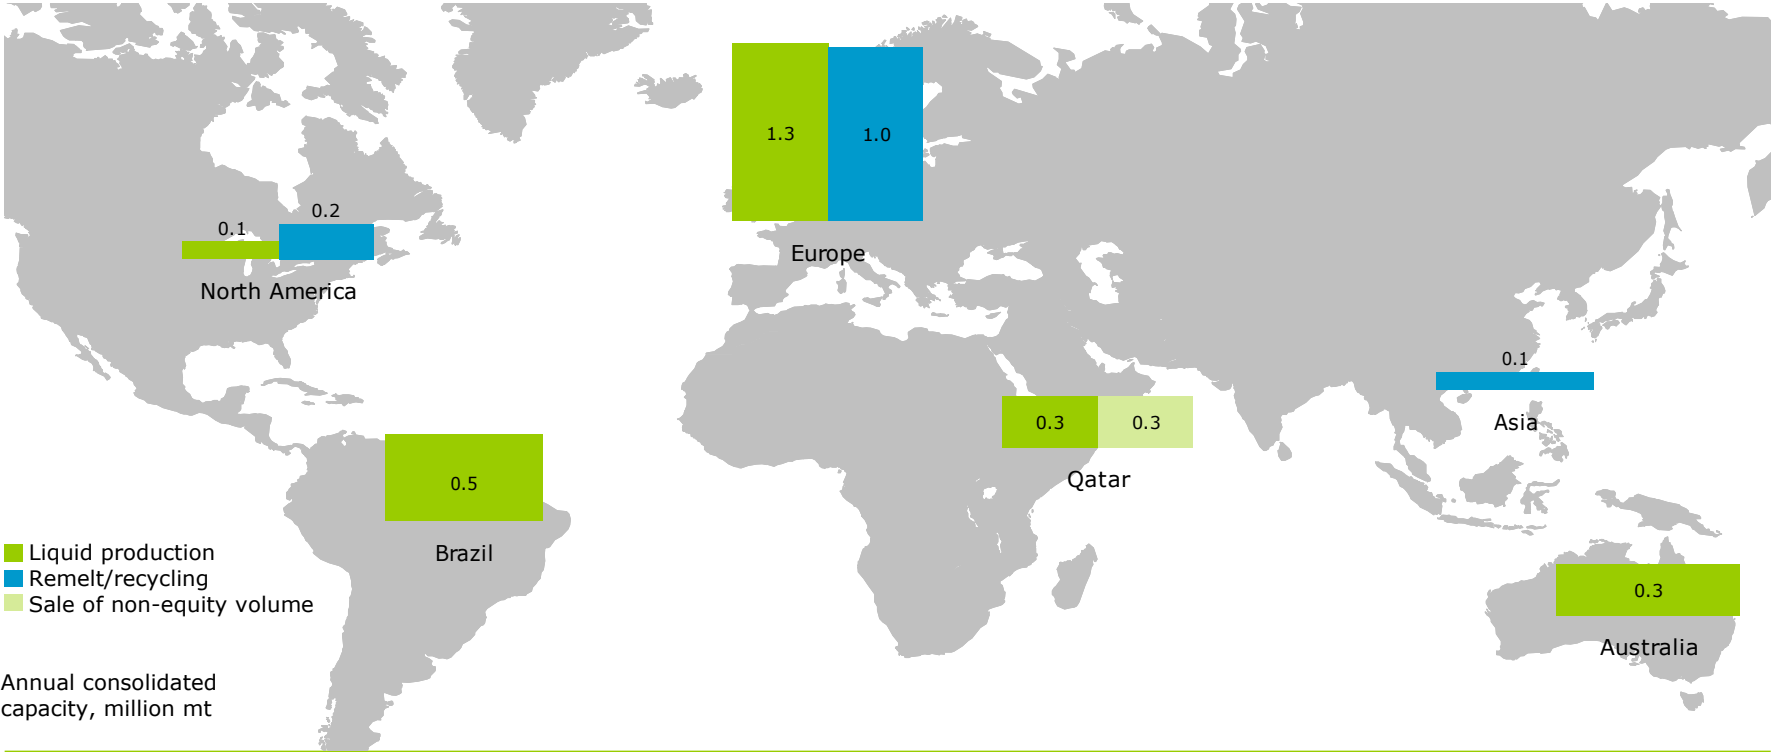 1.3
1.0
Europe
0.1
0.2
North America
0.1
Asia
0.3
0.3
Qatar
0.5
Brazil
0.3
Australia
Liquid production
Remelt/recycling
Sale of non-equity volume
Annual consolidated
capacity, million mt